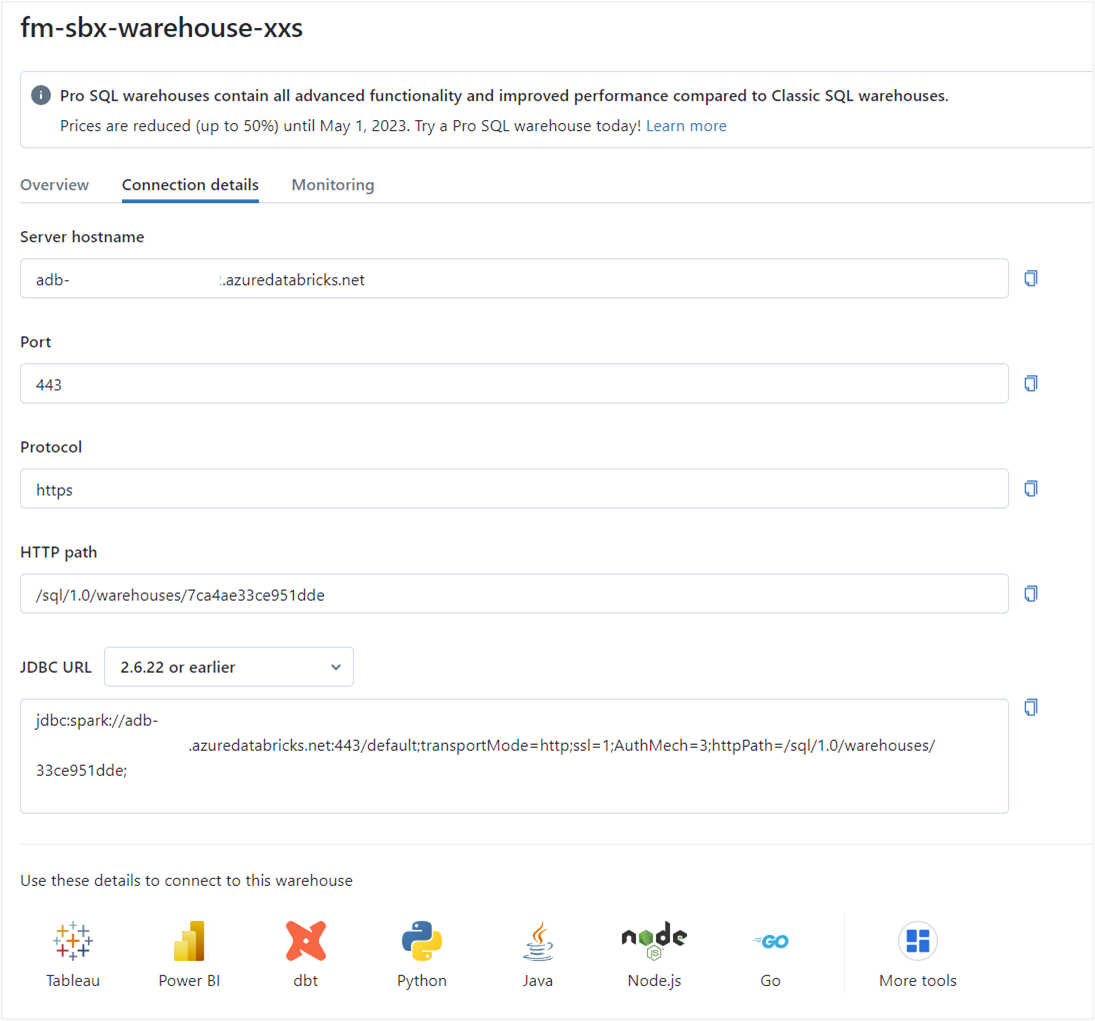 fm-sbx-warehouse-xxs
Pro SQL warehouses contain all advanced functionality and improved performance compared to Classic SQL warehouses.
Prices are reduced (up to 50%) until May 1, 2023. Try a Pro SQL warehouse today! Learn more
Overview Connection details Monitoring
Server hostname
adb- .azuredatabricks.net
Port
443
Protocol
https
HTTP path
/sql/1.0/warehouses/7ca4ae33ce951dde
JDBC URL 2.6.22 or earlier
jdbc:spark://adb-
.azuredatabricks.net:443/default;transportMode=http;ssl=1;AuthMech=3;httpPath=/sql/1.0/warehouses/
33ce951dde;
Use these details to connect to this warehouse
node
JS
GO
Tableau Power BI dbt Python Java Node.js Go More tools